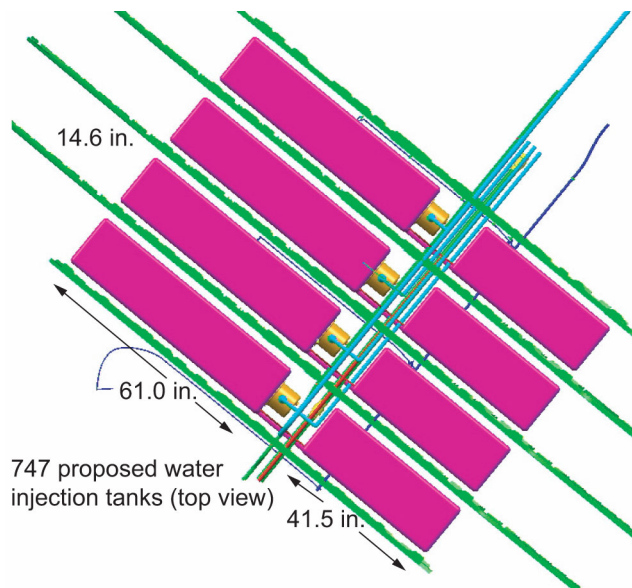 14.6 in.
61.0 in.
747 proposed water
injection tanks (top view)
41.5 in.